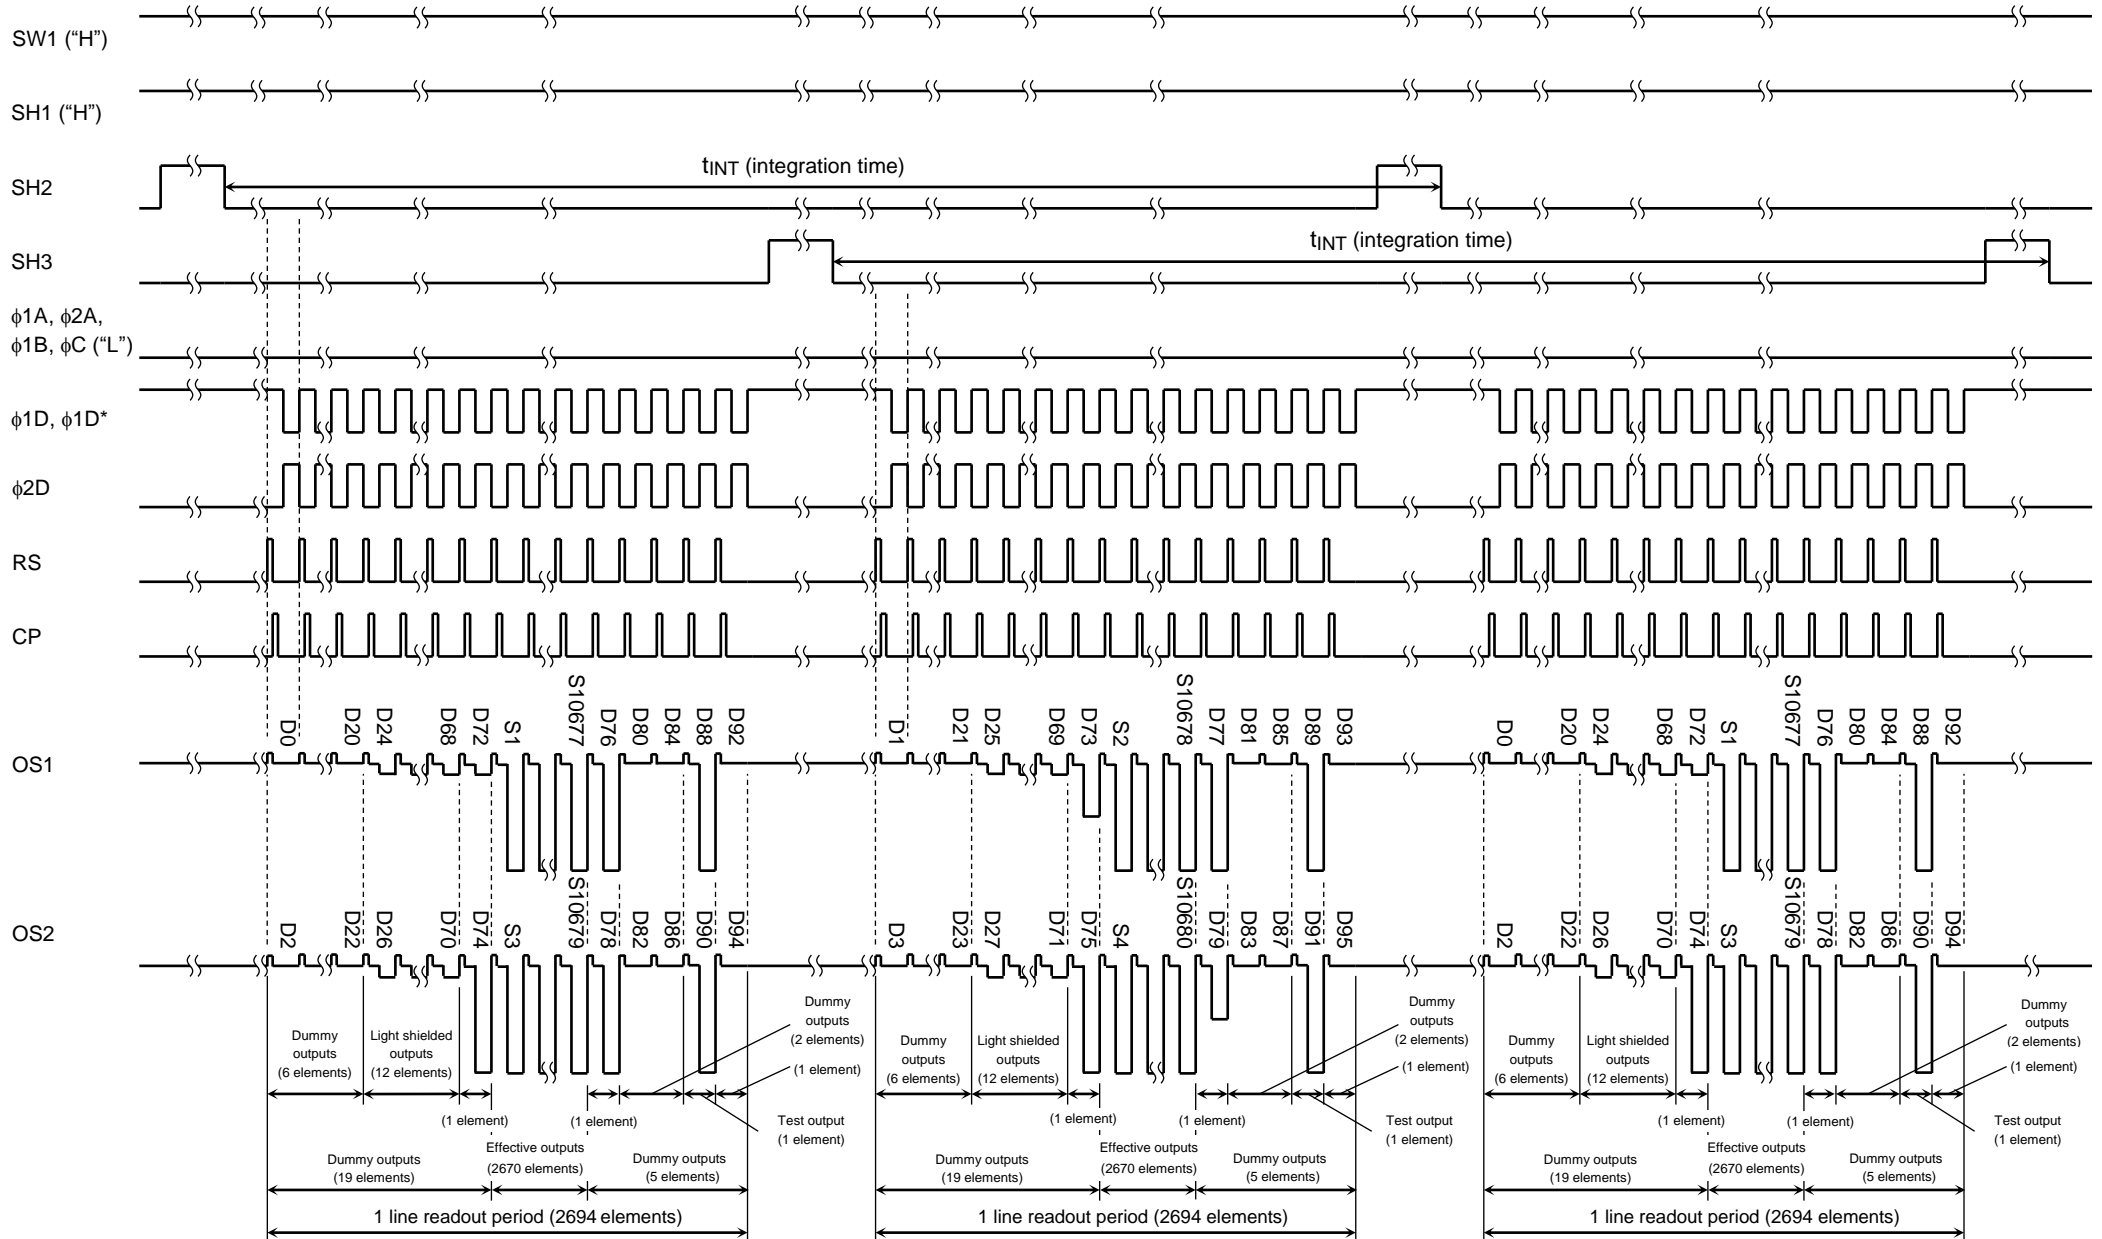 SW1 (“H”)
SH1 (“H”)
SH2
tINT (integration time)
SH3
tINT (integration time)
ϕ1A, ϕ2A,
ϕ1B, ϕC (“L”)
ϕ1D, ϕ1D*
ϕ2D
RS
CP
OS1
D0
D20
D24
D68
D72
S1
S10677
D76
D80
D84
D88
D92
D1
D21
D25
D69
D73
S2
S10678
D77
D81
D85
D89
D93
D0
D20
D24
D68
D72
S1
S10677
D76
D80
D84
D88
D92
OS2
D2
D22
D26
D70
D74
S3
S10679
D78
D82
D86
D90
D94
D3
D23
D27
D71
D75
S4
S10680
D79
D83
D87
D91
D95
D2
D22
D26
D70
D74
S3
S10679
D78
D82
D86
D90
D94
Dummy
outputs
(6 elements)
Light shielded
outputs
(12 elements)
(1 element)
(1 element)
Dummy
outputs
(2 elements)
(1 element)
Test output
(1 element)
Dummy outputs
(19 elements)
Effective outputs
(2670 elements)
Dummy outputs
(5 elements)
1 line readout period (2694 elements)
Dummy
outputs
(6 elements)
Light shielded
outputs
(12 elements)
(1 element)
(1 element)
Dummy
outputs
(2 elements)
(1 element)
Test output
(1 element)
Dummy outputs
(19 elements)
Effective outputs
(2670 elements)
Dummy outputs
(5 elements)
1 line readout period (2694 elements)
Dummy
outputs
(6 elements)
Light shielded
outputs
(12 elements)
(1 element)
(1 element)
Dummy
outputs
(2 elements)
(1 element)
Test output
(1 element)
Dummy outputs
(19 elements)
Effective outputs
(2670 elements)
Dummy outputs
(5 elements)
1 line readout period (2694 elements)